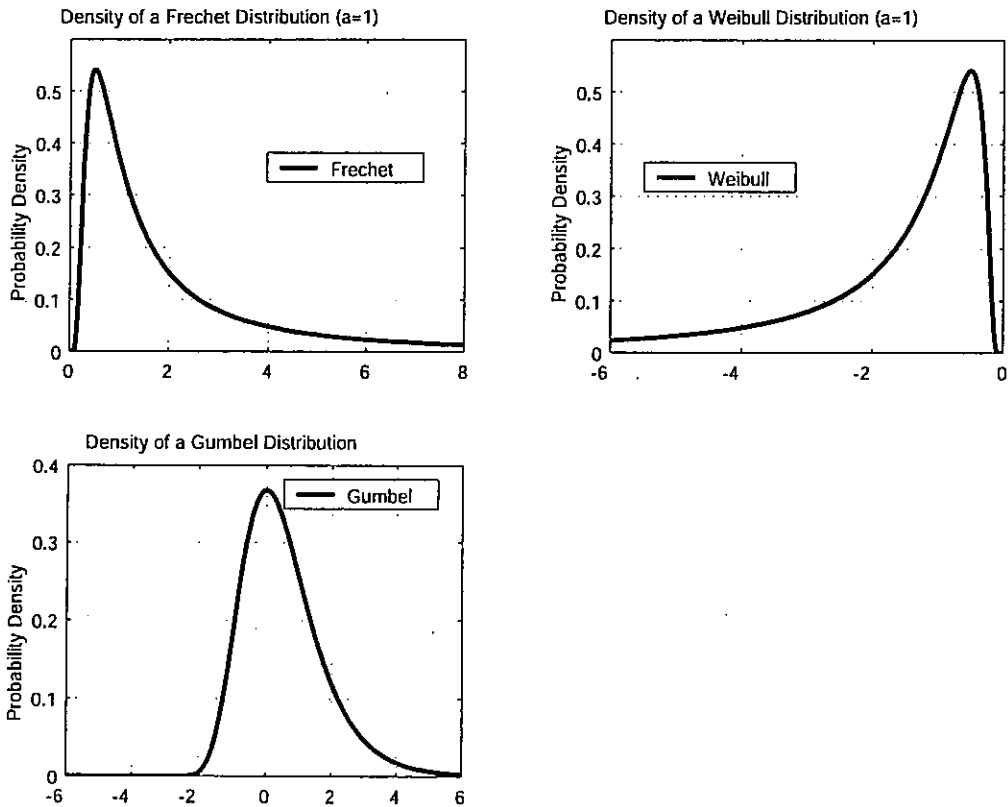 Density of a Frechet Distribution (a=1)
Probability Density
0.5
0.4
0.3
0.2
0.1
0
Frechet
0 2 4 6 8
Density of a Weibull Distribution (a=1)
Probability Density
0.5
0.4
0.3
0.2
0.1
0
Weibull
-6 -4 -2 0
Density of a Gumbel Distribution
Probability Density
0.4
0.3
0.2
0.1
0
Gumbel
-6 -4 -2 0 2 4 6